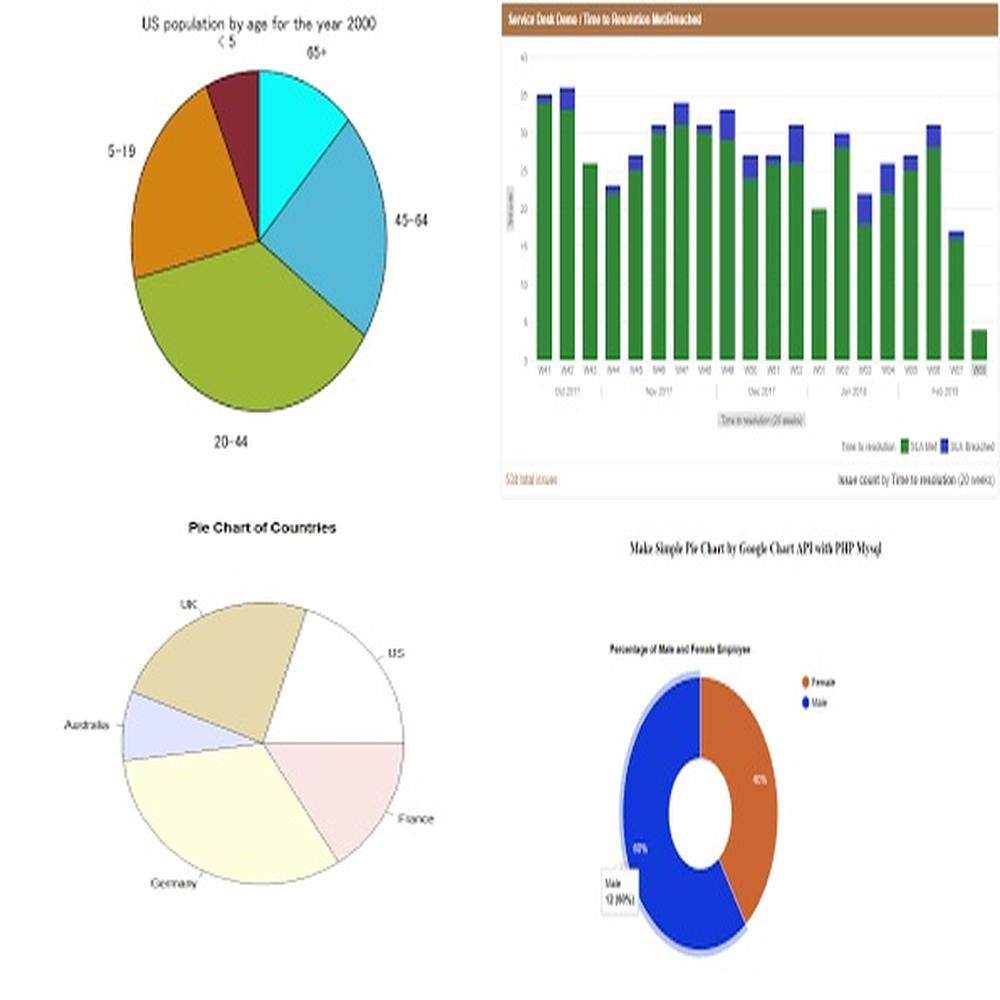 US population by age for the year 2000
< 5
65+
5-19
45-64
20-44
Service Desk Demo / Time to Resolution Met/Breached
40
35
30
25
20
15
10
5
0
W41 W42 W43 W44 W45 W46 W47 W48 W49 W50 W51 W52 W01 W02 W03 W04 W05 W06 W07 W08
Oct 2017 Nov 2017 Dec 2017 Jan 2018 Feb 2018
Time to resolution (20 weeks)
Time to resolution SLA Met SLA Breached
total issues
Issue count by Time to resolution (20 weeks)
Pie Chart of Countries
UK
US
Australia
France
Germany
Make Simple Pie Chart by Google Chart API with PHP Mysql
Percentage of Male and Female Employee
Female
Male
40%
60%
Male
12 (60%)